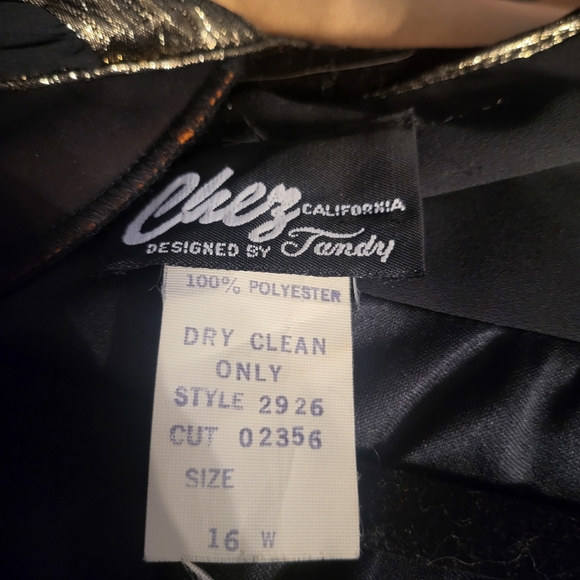 Chez CALIFORNIA
DESIGNED BY Tandy
100% POLYESTER
DRY CLEAN
ONLY
STYLE 2926
CUT 02356
SIZE
16 W